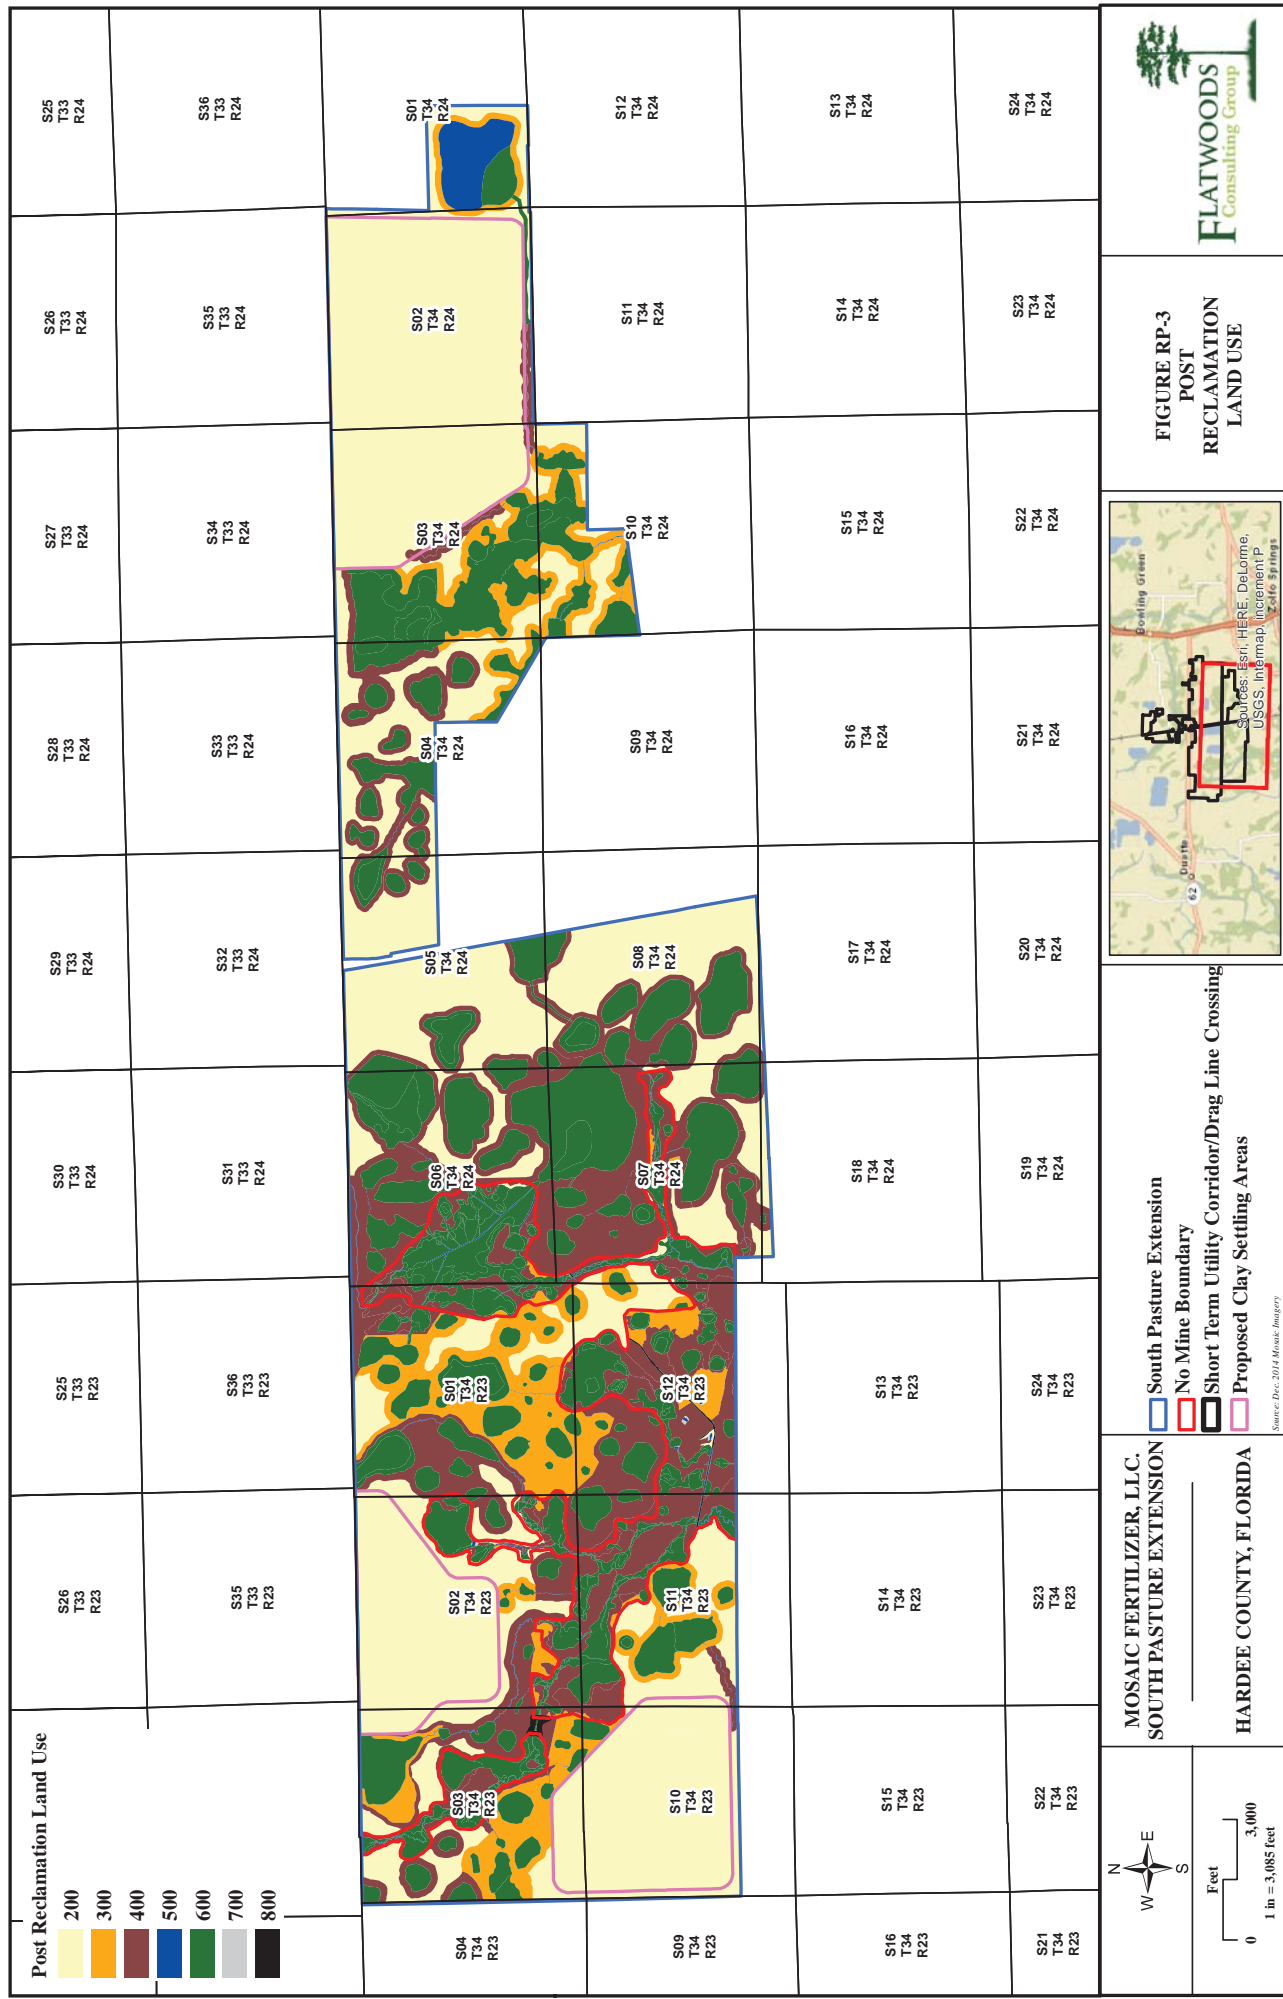 Post Reclamation Land Use
200
300
400
500
600
700
800
S26
T33
R23
S25
T33
R23
S30
T33
R24
S29
T33
R24
S28
T33
R24
S27
T33
R24
S26
T33
R24
S25
T33
R24
S35
T33
R23
S36
T33
R23
S31
T33
R24
S32
T33
R24
S33
T33
R24
S34
T33
R24
S35
T33
R24
S36
T33
R24
S04
T34
R23
S03
T34
R23
S02
T34
R23
S01
T34
R23
S06
T34
R24
S05
T34
R24
S04
T34
R24
S03
T34
R24
S02
T34
R24
S01
T34
R24
S09
T34
R23
S10
T34
R23
S11
T34
R23
S12
T34
R23
S07
T34
R24
S08
T34
R24
S09
T34
R24
S10
T34
R24
S11
T34
R24
S12
T34
R24
S16
T34
R23
S15
T34
R23
S14
T34
R23
S13
T34
R23
S18
T34
R24
S17
T34
R24
S16
T34
R24
S15
T34
R24
S14
T34
R24
S13
T34
R24
S21
T34
R23
S22
T34
R23
S23
T34
R23
S24
T34
R23
S19
T34
R24
S20
T34
R24
S21
T34
R24
S22
T34
R24
S23
T34
R24
S24
T34
R24
N
W E
S
Feet
0 3,000
1 in = 3,085 feet
MOSAIC FERTILIZER, LLC.
SOUTH PASTURE EXTENSION
HARDEE COUNTY, FLORIDA
South Pasture Extension
No Mine Boundary
Short Term Utility Corridor/Drag Line Crossing
Proposed Clay Settling Areas
Source: Dec. 2014 Mosaic Imagery
Bowling Green
Duette
62
Zolfo Springs
Sources: Esri, HERE, DeLorme,
USGS, Intermap, increment P
FIGURE RP-3
POST
RECLAMATION
LAND USE
FLATWOODS
Consulting Group